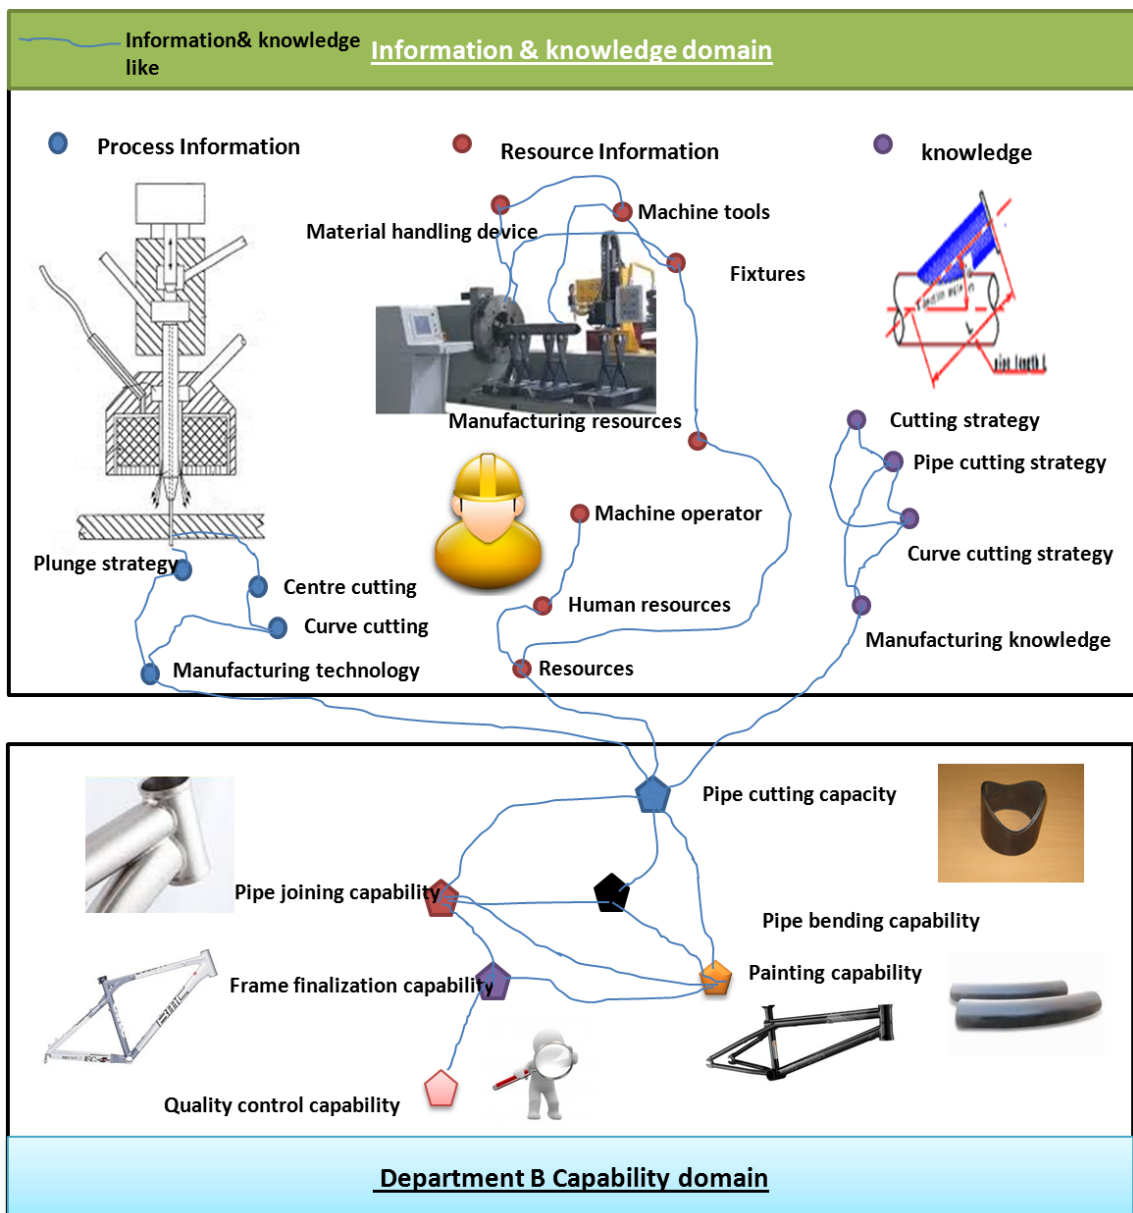 Information& knowledge
like
Information & knowledge domain
Process Information
Resource Information
knowledge
Machine tools
Material handling device
Fixtures
pipe length L
Manufacturing resources
Cutting strategy
Pipe cutting strategy
Machine operator
Curve cutting strategy
Plunge strategy
Centre cutting
Human resources
Curve cutting
Manufacturing knowledge
Manufacturing technology
Resources
Pipe cutting capacity
Pipe joining capability
Pipe bending capability
Painting capability
Frame finalization capability
Quality control capability
Department B Capability domain